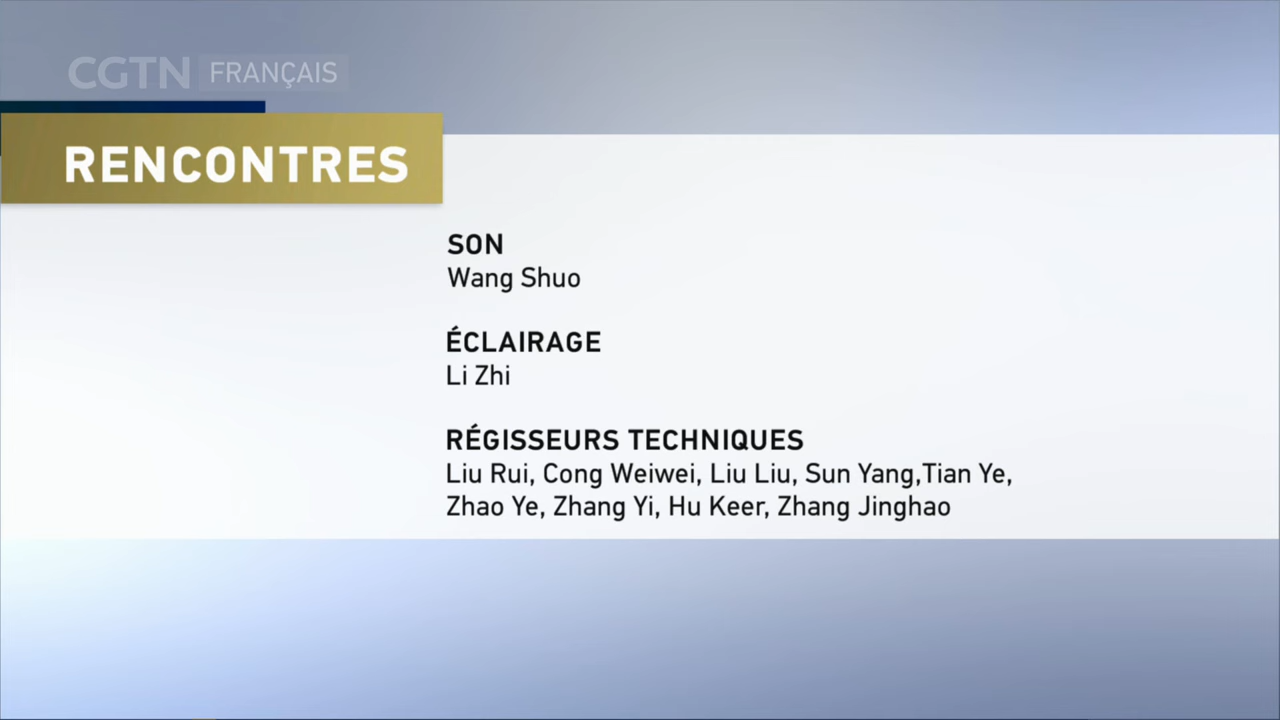 CGTN FRANÇAIS
RENCONTRES
SON
Wang Shuo
ÉCLAIRAGE
Li Zhi
RÉGISSEURS TECHNIQUES
Liu Rui, Cong Weiwei, Liu Liu, Sun Yang,Tian Ye,
Zhao Ye, Zhang Yi, Hu Keer, Zhang Jinghao